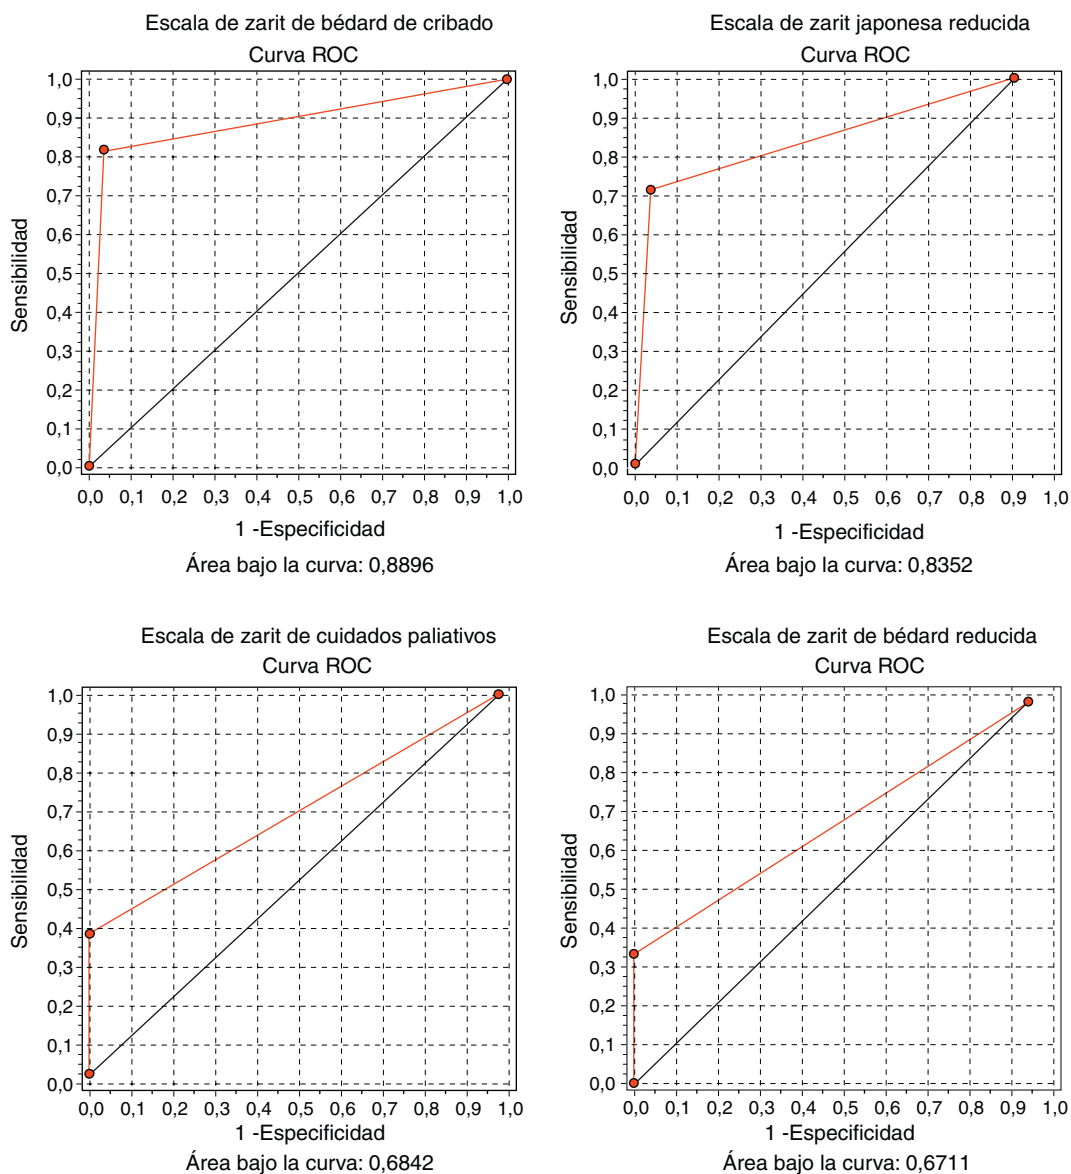 Escala de zarit de bédard de cribado
Curva ROC
Sensibilidad
1,0
0,9
0,8
0,7
0,6
0,5
0,4
0,3
0,2
0,1
0,0
0,0 0,1 0,2 0,3 0,4 0,5 0,6 0,7 0,8 0,9 1,0
1 -Especificidad
Área bajo la curva: 0,8896
Escala de zarit japonesa reducida
Curva ROC
Sensibilidad
1,0
0,9
0,8
0,7
0,6
0,5
0,4
0,3
0,2
0,1
0,0
0,0 0,1 0,2 0,3 0,4 0,5 0,6 0,7 0,8 0,9 1,0
1 -Especificidad
Área bajo la curva: 0,8352
Escala de zarit de cuidados paliativos
Curva ROC
Sensibilidad
1,0
0,9
0,8
0,7
0,6
0,5
0,4
0,3
0,2
0,1
0,0
0,0 0,1 0,2 0,3 0,4 0,5 0,6 0,7 0,8 0,9 1,0
1 -Especificidad
Área bajo la curva: 0,6842
Escala de zarit de bédard reducida
Curva ROC
Sensibilidad
1,0
0,9
0,8
0,7
0,6
0,5
0,4
0,3
0,2
0,1
0,0
0,0 0,1 0,2 0,3 0,4 0,5 0,6 0,7 0,8 0,9 1,0
1 -Especificidad
Área bajo la curva: 0,6711